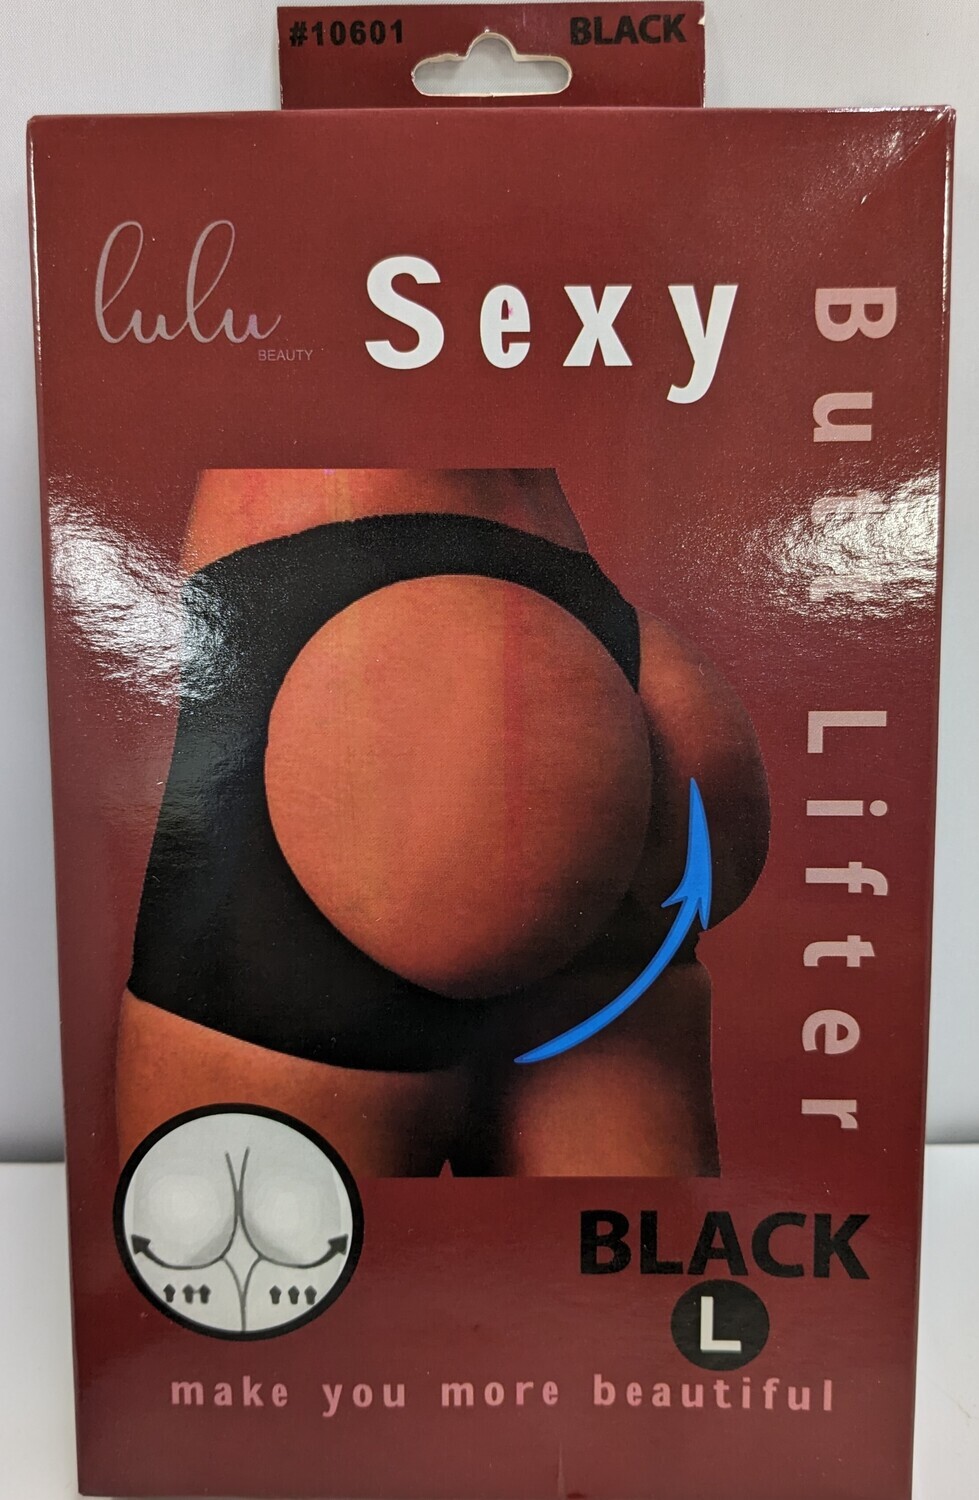 #10601
BLACK
lulu
BEAUTY
Sexy
Butt Lifter
BLACK
L
make you more beautiful